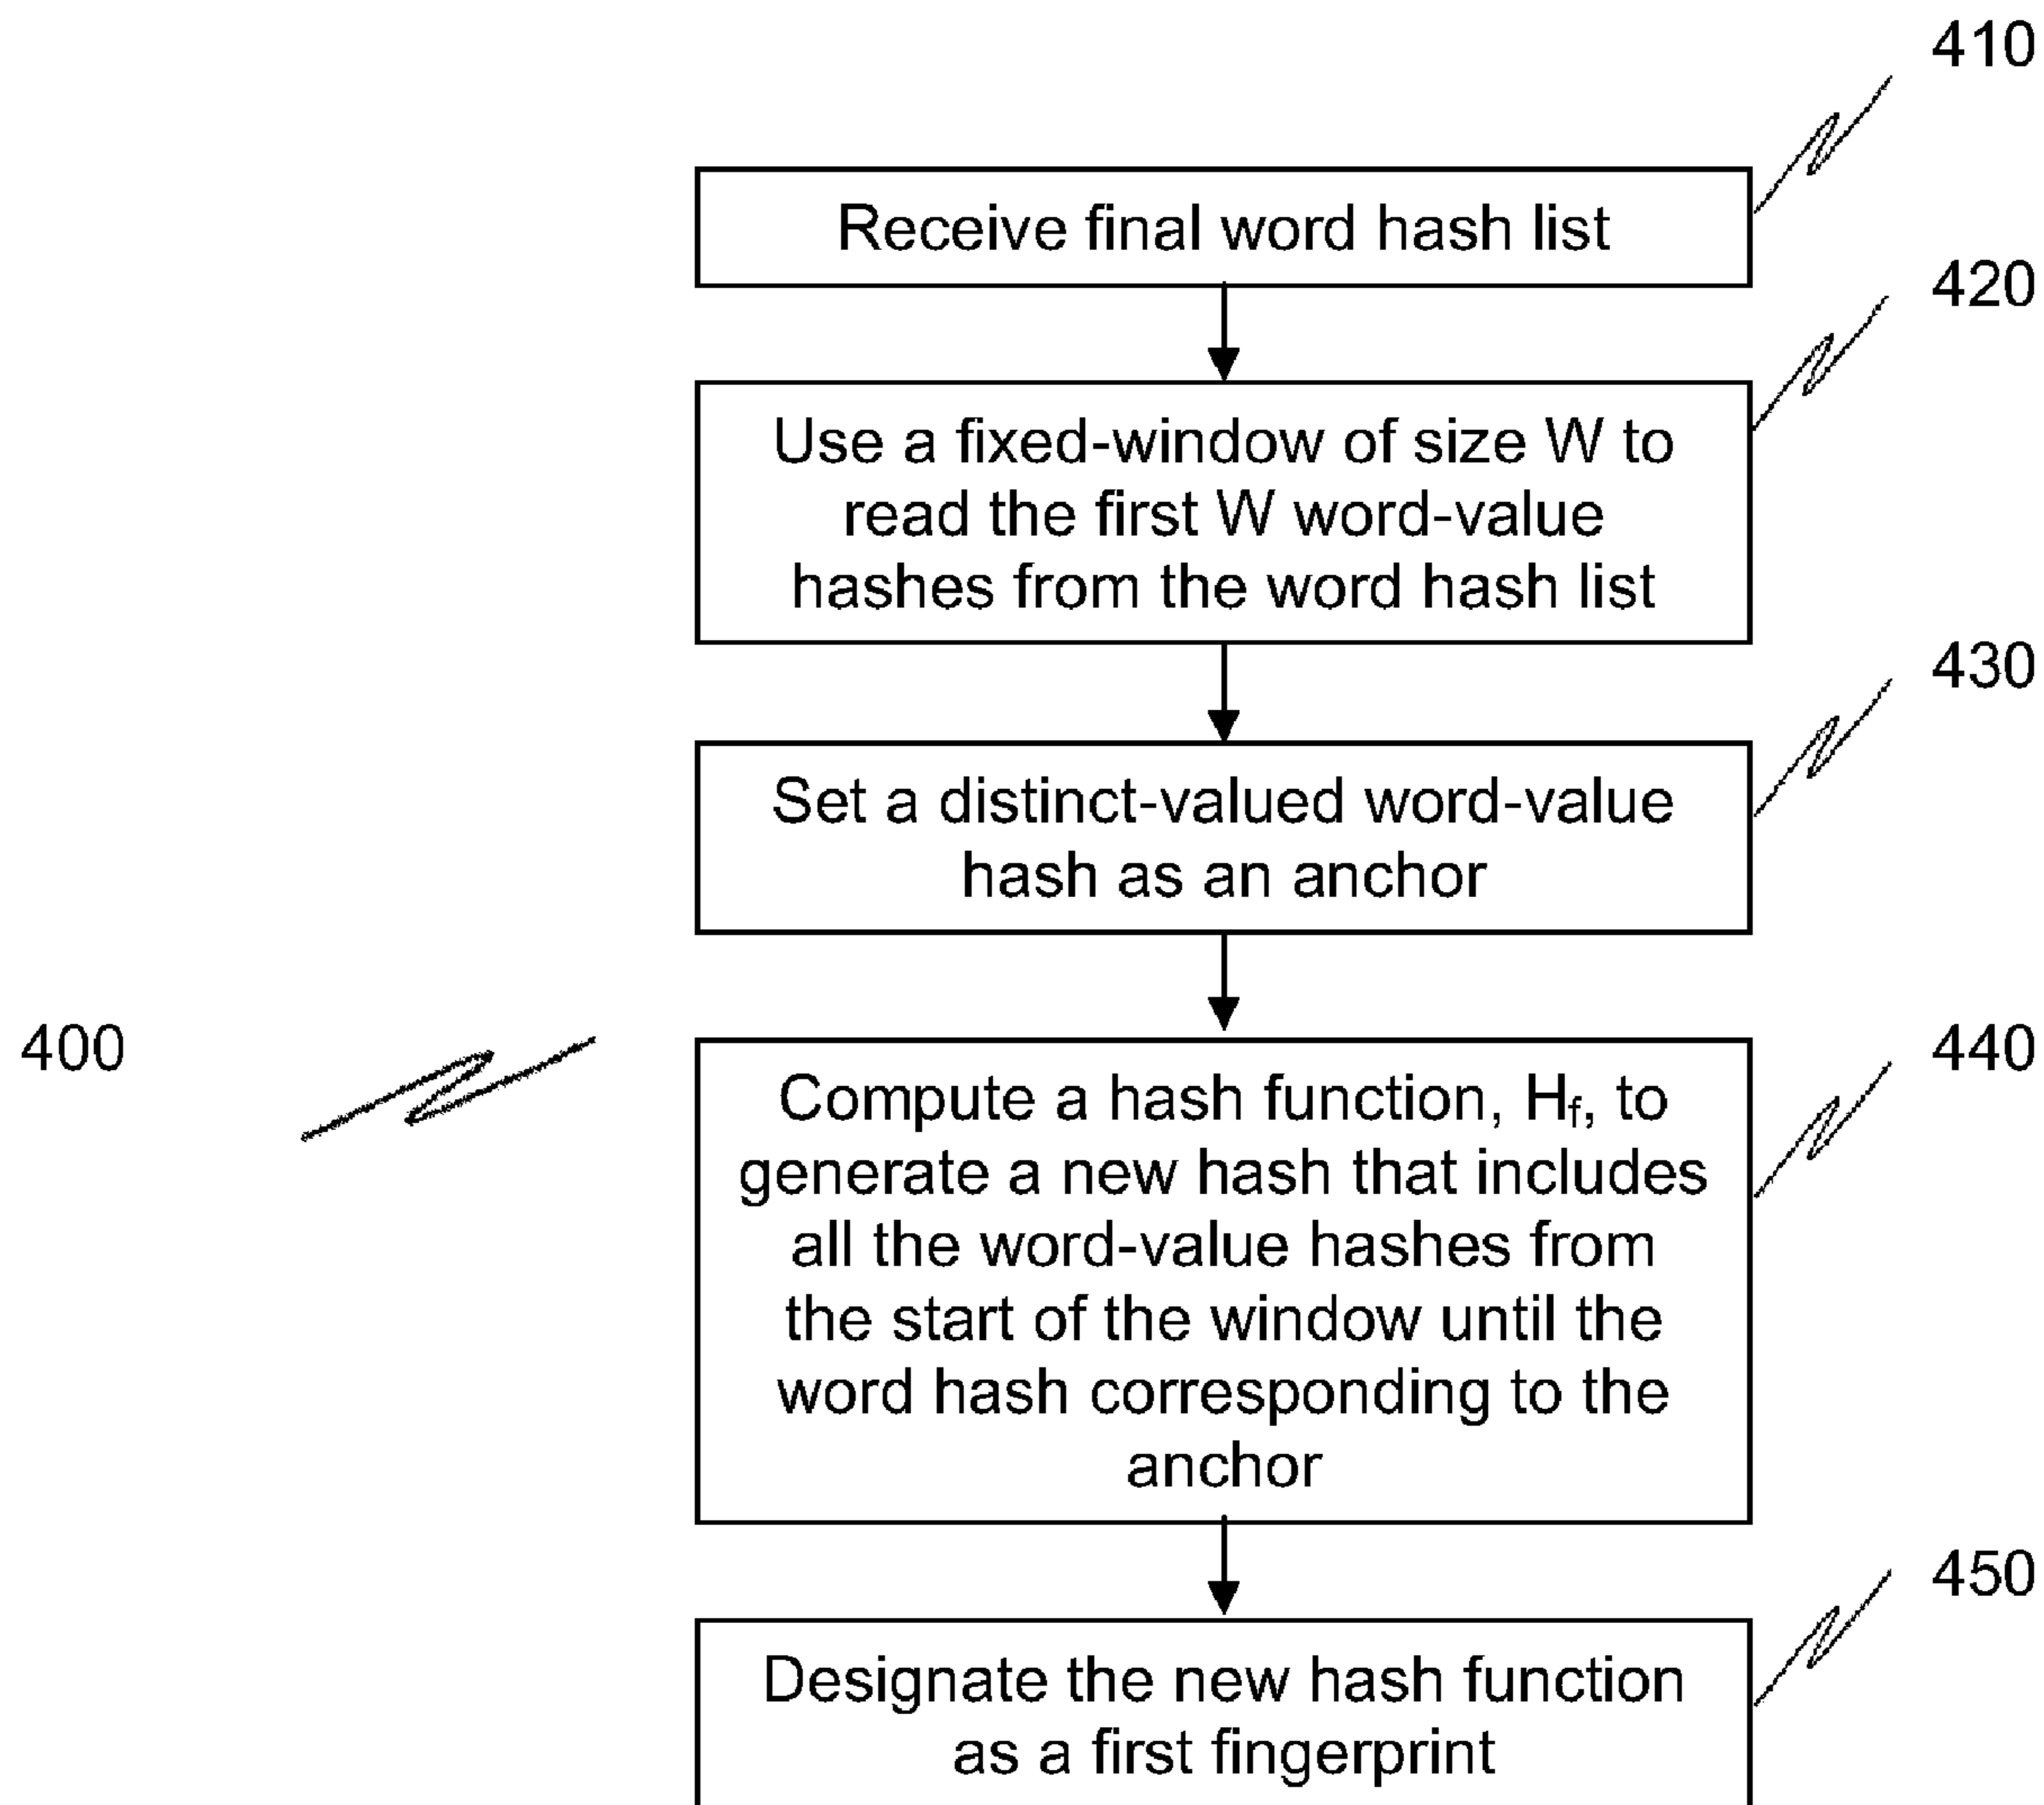 410
Receive final word hash list
420
Use a fixed-window of size W to
read the first W word-value
hashes from the word hash list
430
Set a distinct-valued word-value
hash as an anchor
400
440
Compute a hash function, Hf, to
generate a new hash that includes
all the word-value hashes from
the start of the window until the
word hash corresponding to the
anchor
450
Designate the new hash function
as a first fingerprint